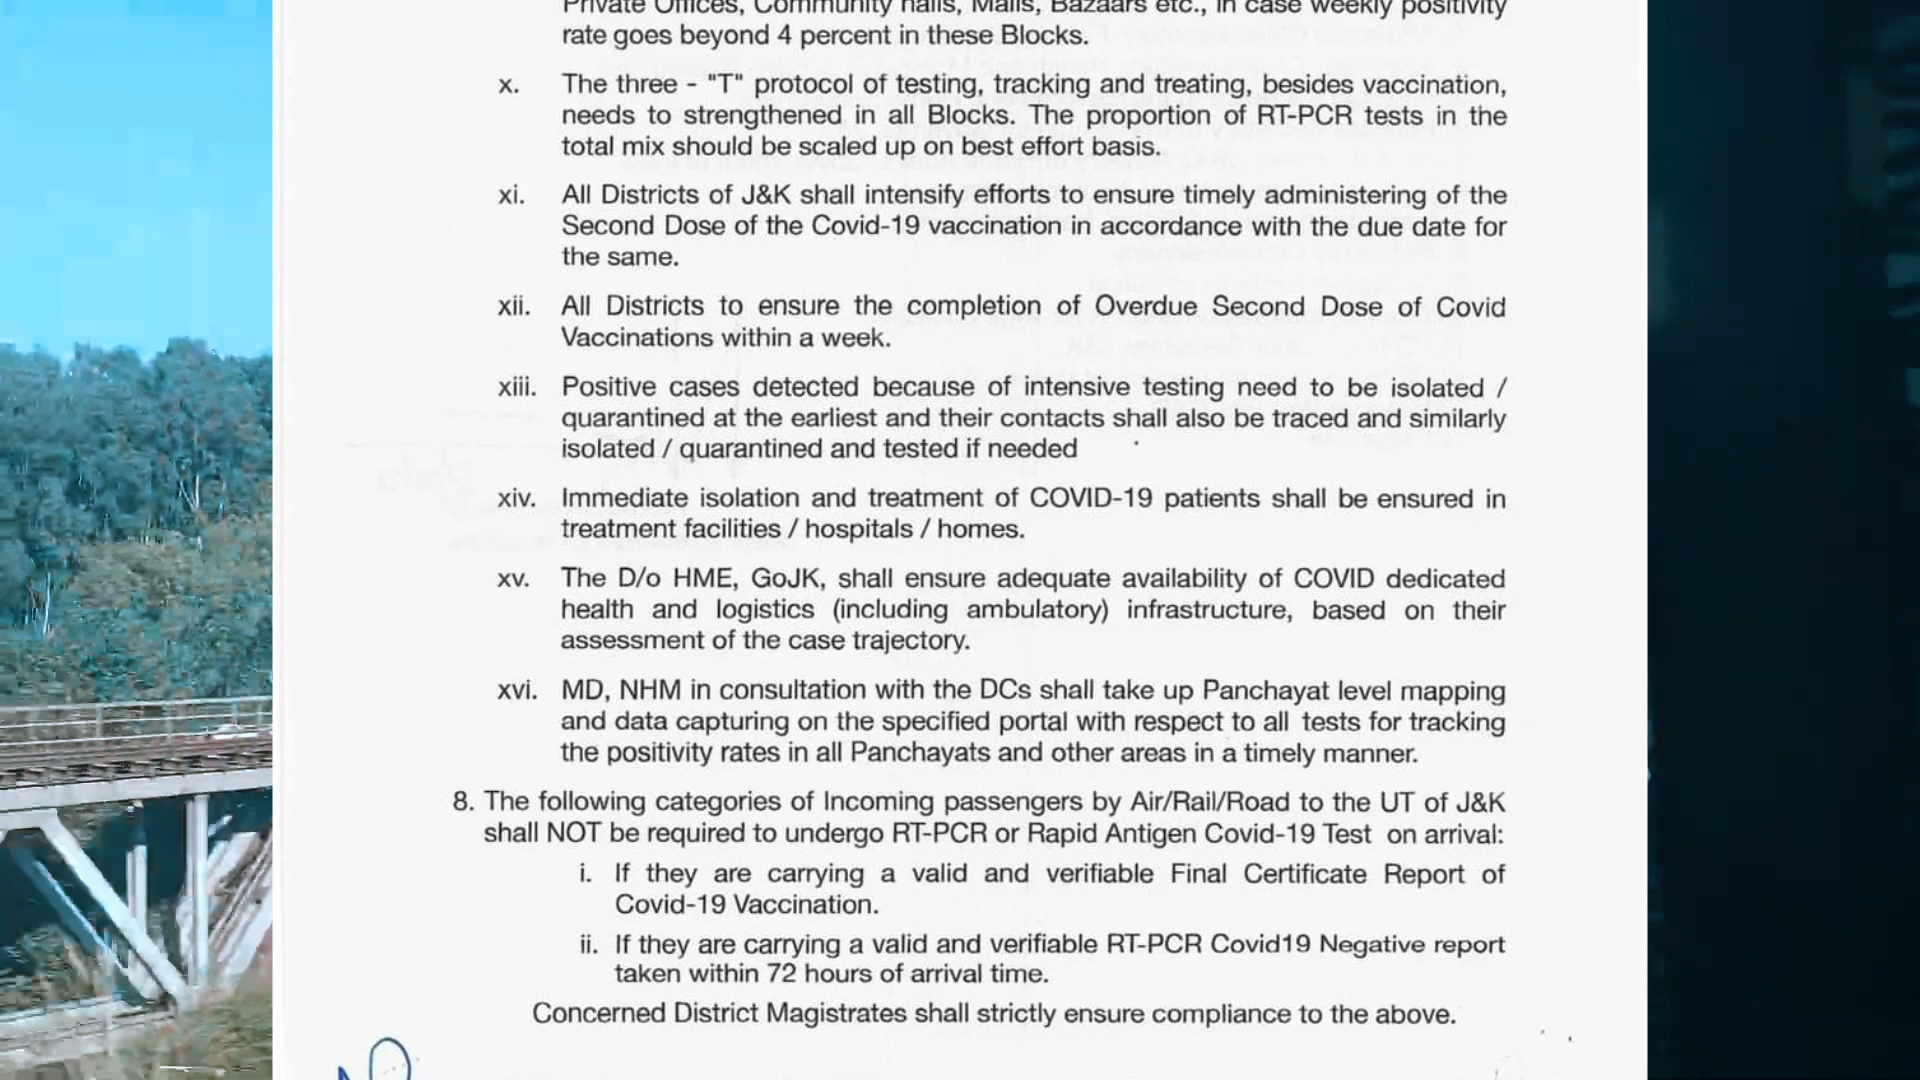 Private Offices, Community halls, Malls, Bazaars etc., in case weekly positivity
rate goes beyond 4 percent in these Blocks.
x. The three - "T" protocol of testing, tracking and treating, besides vaccination,
needs to strengthened in all Blocks. The proportion of RT-PCR tests in the
total mix should be scaled up on best effort basis.
xi. All Districts of J&K shall intensify efforts to ensure timely administering of the
Second Dose of the Covid-19 vaccination in accordance with the due date for
the same.
xii. All Districts to ensure the completion of Overdue Second Dose of Covid
Vaccinations within a week.
xiii. Positive cases detected because of intensive testing need to be isolated /
quarantined at the earliest and their contacts shall also be traced and similarly
isolated / quarantined and tested if needed
xiv. Immediate isolation and treatment of COVID-19 patients shall be ensured in
treatment facilities / hospitals / homes.
xv. The D/o HME, GoJK, shall ensure adequate availability of COVID dedicated
health and logistics (including ambulatory) infrastructure, based on their
assessment of the case trajectory.
xvi. MD, NHM in consultation with the DCs shall take up Panchayat level mapping
and data capturing on the specified portal with respect to all tests for tracking
the positivity rates in all Panchayats and other areas in a timely manner.
8. The following categories of Incoming passengers by Air/Rail/Road to the UT of J&K
shall NOT be required to undergo RT-PCR or Rapid Antigen Covid-19 Test on arrival:
i. If they are carrying a valid and verifiable Final Certificate Report of
Covid-19 Vaccination.
ii. If they are carrying a valid and verifiable RT-PCR Covid19 Negative report
taken within 72 hours of arrival time.
Concerned District Magistrates shall strictly ensure compliance to the above.